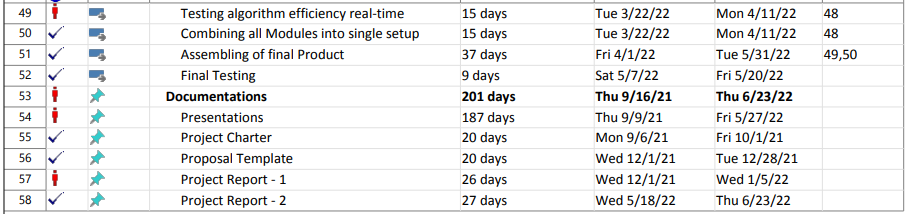 49 Testing algorithm efficiency real-time 15 days Tue 3/22/22 Mon 4/11/22 48
50 Combining all Modules into single setup 15 days Tue 3/22/22 Mon 4/11/22 48
51 Assembling of final Product 37 days Fri 4/1/22 Tue 5/31/22 49,50
52 Final Testing 9 days Sat 5/7/22 Fri 5/20/22
53 Documentations 201 days Thu 9/16/21 Thu 6/23/22
54 Presentations 187 days Thu 9/9/21 Fri 5/27/22
55 Project Charter 20 days Mon 9/6/21 Fri 10/1/21
56 Proposal Template 20 days Wed 12/1/21 Tue 12/28/21
57 Project Report - 1 26 days Wed 12/1/21 Wed 1/5/22
58 Project Report - 2 27 days Wed 5/18/22 Thu 6/23/22